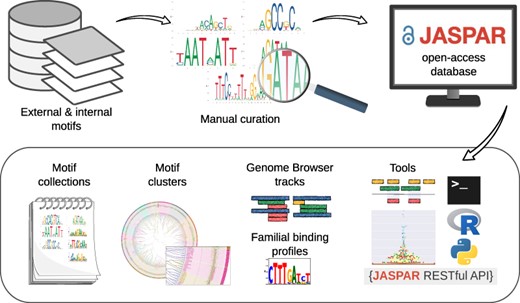 External & internal
motifs
Manual curation
JASPAR
open-access
database
Motif
collections
Motif
clusters
Genome Browser
tracks
Familial binding
profiles
Tools
>_
R
{JASPAR RESTful API}